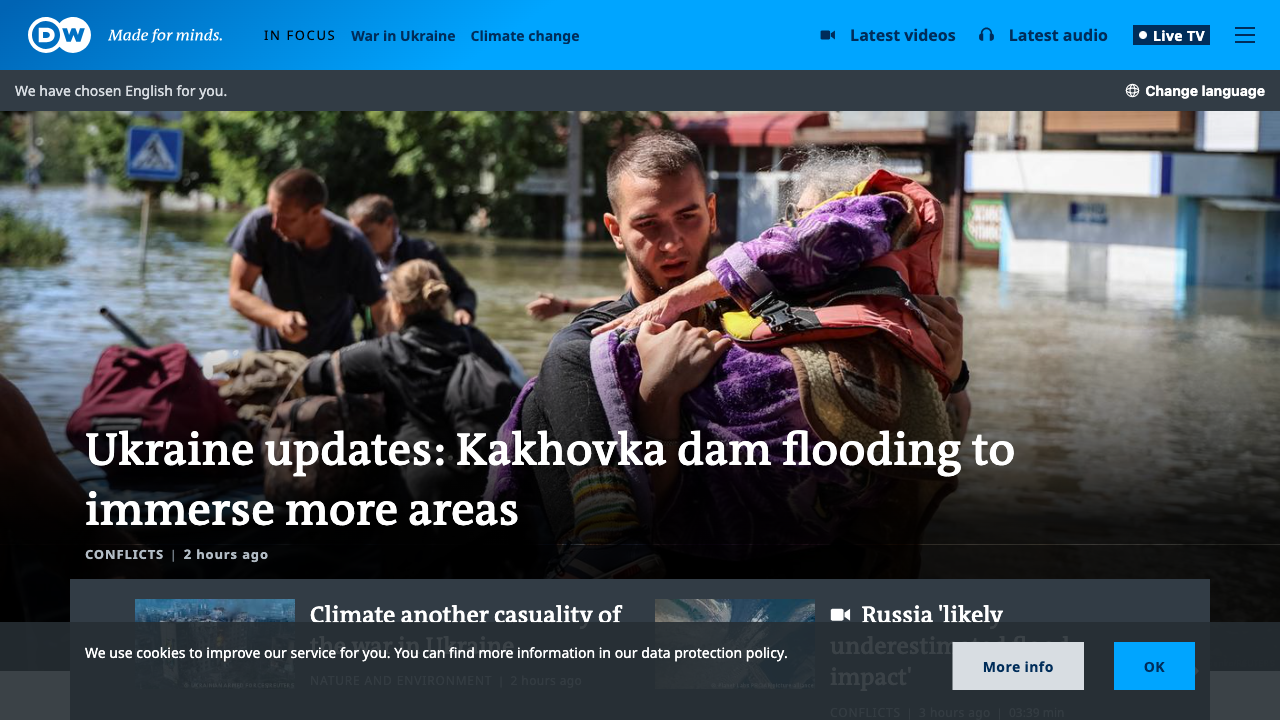 DW Made for minds. IN FOCUS War in Ukraine Climate change Latest videos Latest audio Live TV
We have chosen English for you. Change language
Ukraine updates: Kakhovka dam flooding to
immerse more areas
CONFLICTS | 2 hours ago
Climate another casualty of
the war in Ukraine
NATURE AND ENVIRONMENT | 2 hours ago
Russia 'likely
underestimated flood
impact'
CONFLICTS | 3 hours ago | 03:39 min
We use cookies to improve our service for you. You can find more information in our data protection policy.
More info
OK